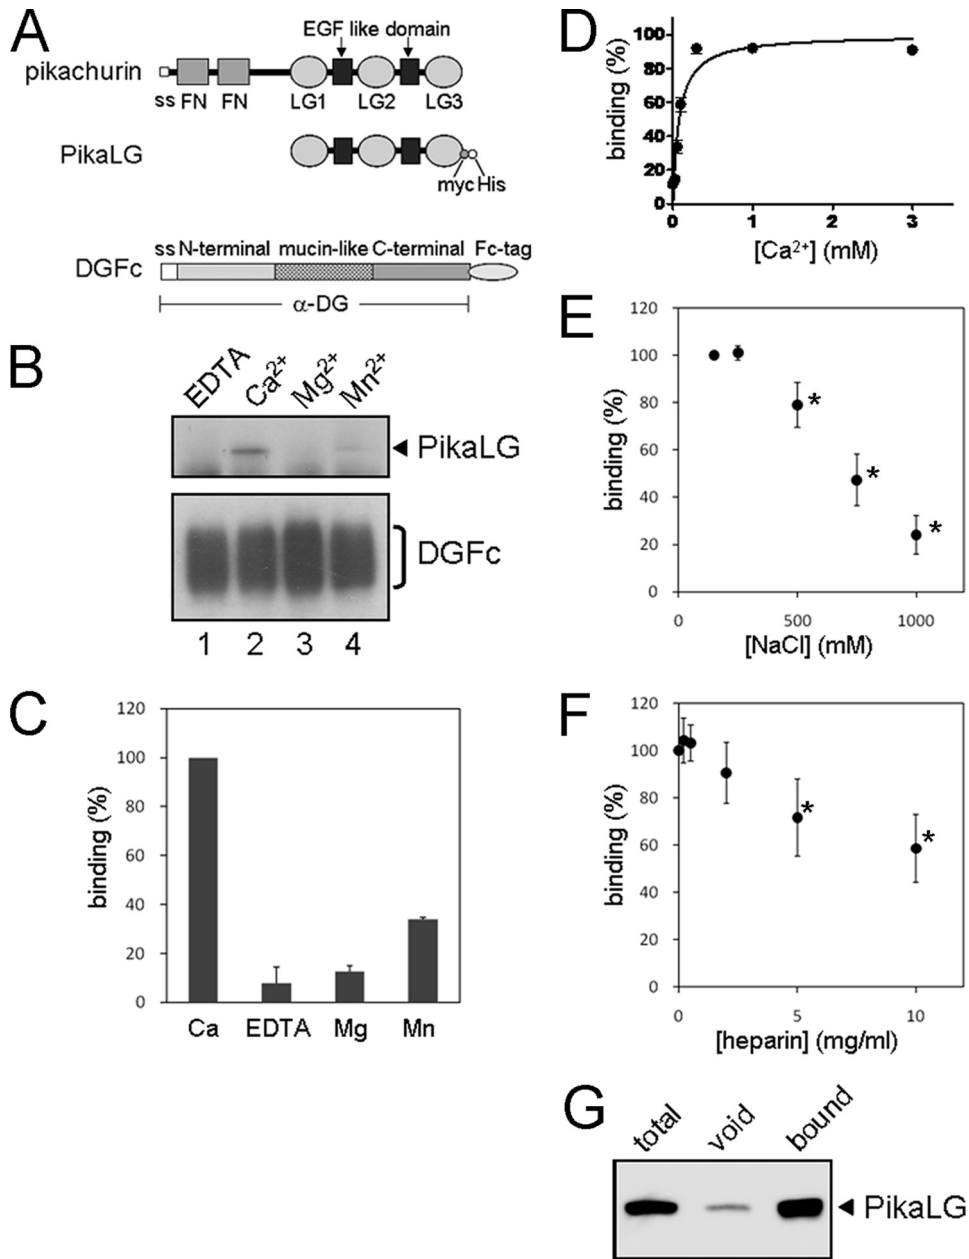 A
EGF like domain
pikachurin
ss FN FN LG1 LG2 LG3
PikaLG
myc His
ss N-terminal mucin-like C-terminal Fc-tag
DGFc
α-DG
B
EDTA Ca2+ Mg2+ Mn2+
PikaLG
DGFc
1 2 3 4
C
120
100
80
60
40
20
0
binding (%)
Ca EDTA Mg Mn
D
100
80
60
40
20
0
binding (%)
0 1 2 3
[Ca2+] (mM)
E
120
100
80
60
40
20
0
binding (%)
* * *
0 500 1000
[NaCl] (mM)
F
120
100
80
60
40
20
0
binding (%)
* *
0 5 10
[heparin] (mg/ml)
G
total void bound
PikaLG